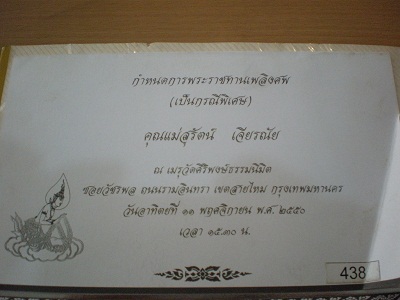 กำหนดการพระราชทานเพลิงศพ
(เป็นกรณีพิเศษ)
คุณแม่สุรัตน์ เจียรณัย
ณ เมรุวัดศิริพงษ์ธรรมนิมิต
ซอยวัชรพล ถนนรามอินทรา เขตสายไหม กรุงเทพมหานคร
วันอาทิตย์ที่ ๑๑ พฤศจิกายน พ.ศ. ๒๕๕๐
เวลา ๑๕.๓๐ น.
438